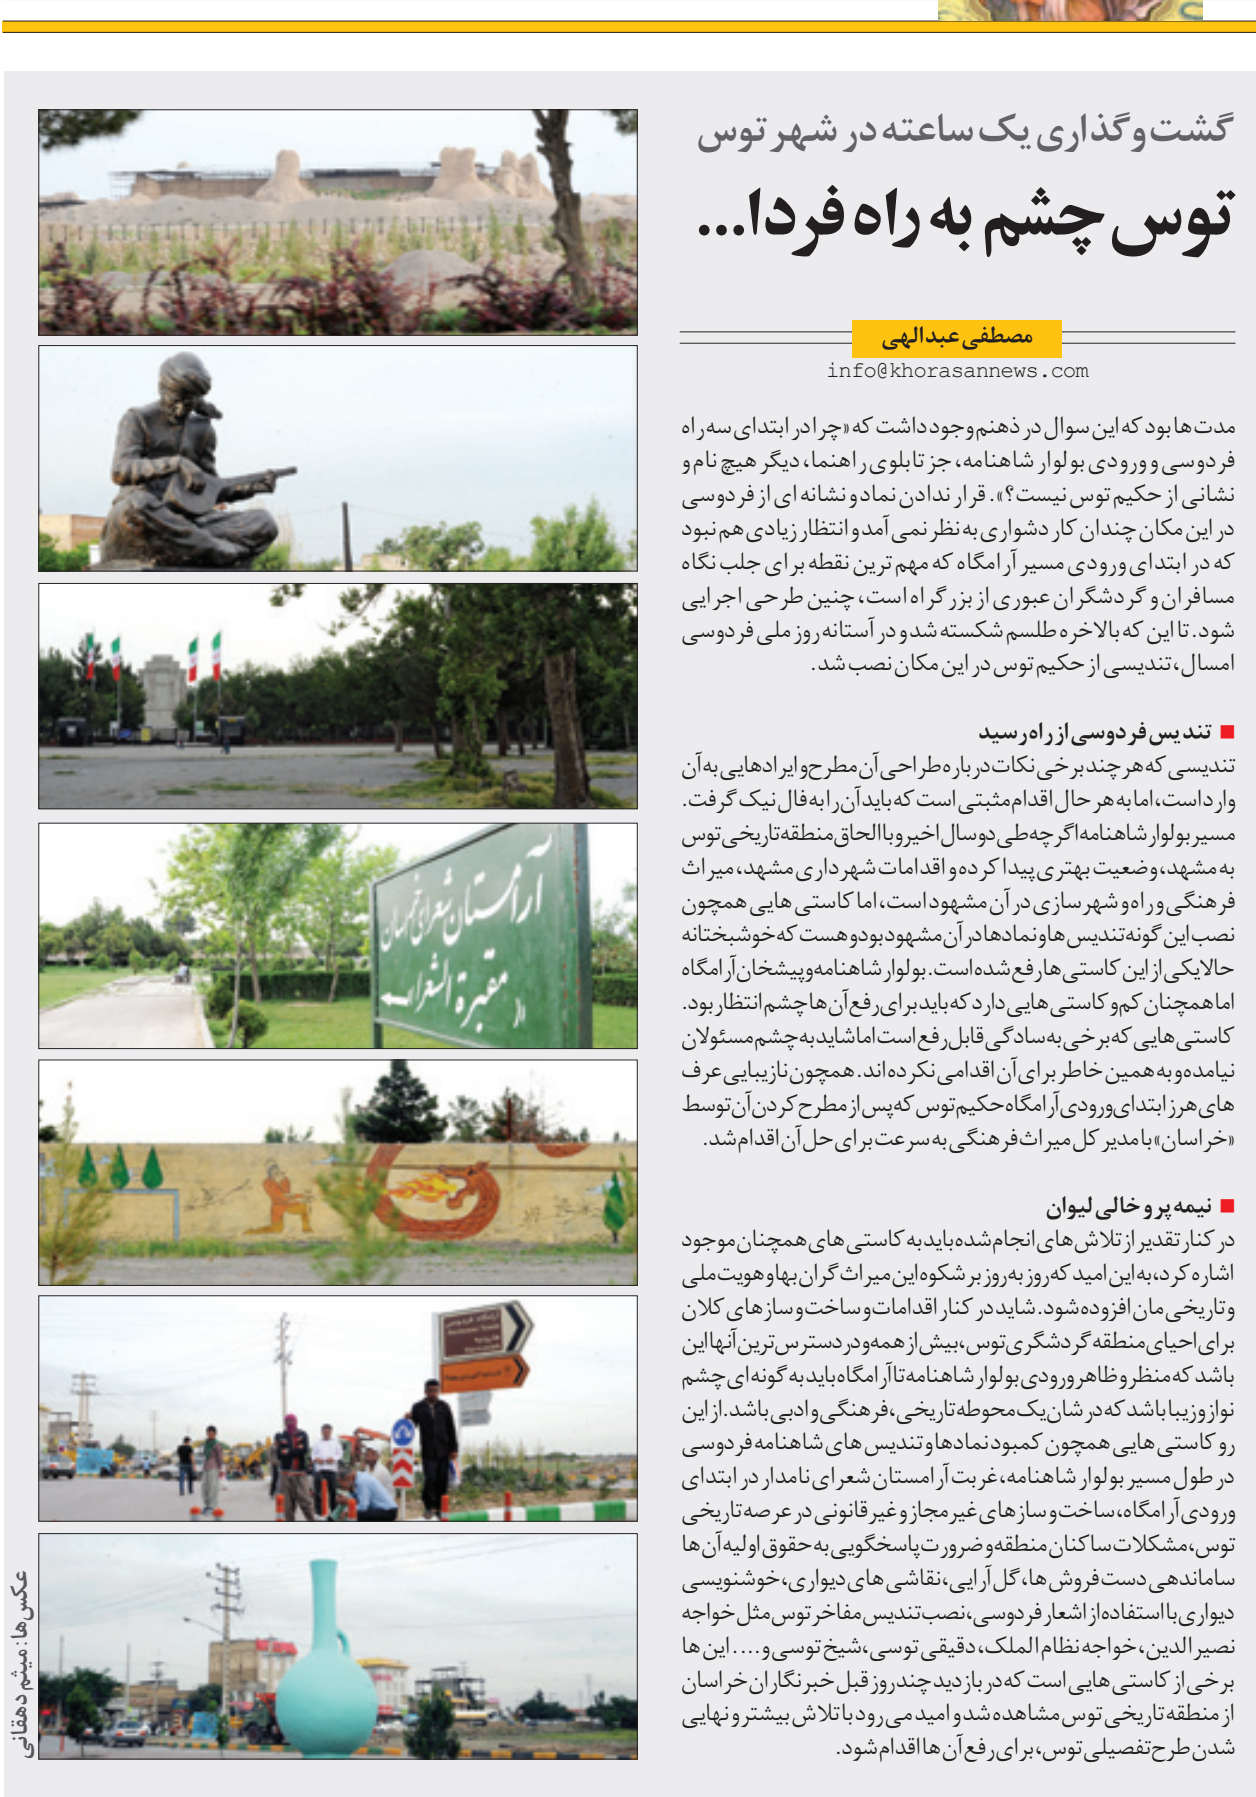 گشت‌وگذاری یک ساعته در شهر توس
توس چشم به راه فردا...
مصطفی عبدالهی
info@khorasannews.com
مدت‌ها بود که این سوال در ذهنم وجود داشت که «چرا در ابتدای سه راه
فردوسی و ورودی بولوار شاهنامه، جز تابلوی راهنما، دیگر هیچ نام و
نشانی از حکیم توس نیست؟». قرار ندادن نماد و نشانه ای از فردوسی
در این مکان چندان کار دشواری به نظر نمی آمد و انتظار زیادی هم نبود
که در ابتدای ورودی مسیر آرامگاه که مهم ترین نقطه برای جلب نگاه
مسافران و گردشگران عبوری از بزرگراه است، چنین طرحی اجرایی
شود. تا این که بالاخره طلسم شکسته شد و در آستانه روز ملی فردوسی
امسال، تندیسی از حکیم توس در این مکان نصب شد.
تندیس فردوسی از راه رسید
تندیسی که هر چند برخی نکات درباره طراحی آن مطرح و ایرادهایی به آن
وارد است، اما به هر حال اقدام مثبتی است که باید آن را به فال نیک گرفت.
مسیر بولوار شاهنامه اگر چه طی دو سال اخیر و با الحاق منطقه تاریخی توس
به مشهد، وضعیت بهتری پیدا کرده و اقدامات شهرداری مشهد، میراث
فرهنگی و راه و شهرسازی در آن مشهود است، اما کاستی هایی همچون
نصب این گونه تندیس ها و نمادها در آن مشهود بود و هست که خوشبختانه
حالا یکی از این کاستی ها رفع شده است. بولوار شاهنامه و پیشخان آرامگاه
اما همچنان کم و کاستی هایی دارد که باید برای رفع آن ها چشم انتظار بود.
کاستی هایی که برخی به سادگی قابل رفع است اما شاید به چشم مسئولان
نیامده و به همین خاطر برای آن اقدامی نکرده اند. همچون نازیبایی عرف
های هرز ابتدای ورودی آرامگاه حکیم توس که پس از مطرح کردن آن توسط
«خراسان» با مدیر کل میراث فرهنگی به سرعت برای حل آن اقدام شد.
نیمه پر و خالی لیوان
در کنار تقدیر از تلاش های انجام شده باید به کاستی های همچنان موجود
اشاره کرد، به این امید که روز به روز بر شکوه این میراث گران بها و هویت ملی
و تاریخی مان افزوده شود. شاید در کنار اقدامات و ساخت و سازهای کلان
برای احیای منطقه گردشگری توس، بیش از همه و در دسترس ترین آنها این
باشد که منظر و ظاهر ورودی بولوار شاهنامه تا آرامگاه باید به گونه ای چشم
نواز و زیبا باشد که در شان یک محوطه تاریخی، فرهنگی و ادبی باشد. از این
رو کاستی هایی همچون کمبود نمادها و تندیس های شاهنامه فردوسی
در طول مسیر بولوار شاهنامه، غربت آرامستان شعرای نامدار در ابتدای
ورودی آرامگاه، ساخت و سازهای غیر مجاز و غیر قانونی در عرصه تاریخی
توس، مشکلات ساکنان منطقه و ضرورت پاسخگویی به حقوق اولیه آن ها
ساماندهی دست فروش ها، گل آرایی، نقاشی های دیواری، خوشنویسی
دیواری با استفاده از اشعار فردوسی، نصب تندیس مفاخر توس مثل خواجه
نصیر الدین، خواجه نظام الملک، دقیقی توسی، شیخ توسی و.... این ها
برخی از کاستی هایی است که در بازدید چند روز قبل خبرنگاران خراسان
از منطقه تاریخی توس مشاهده شد و امید می رود با تلاش بیشتر و نهایی
شدن طرح تفصیلی توس، برای رفع آن ها اقدام شود.
آرامستان شعرای خراسان
مقبرة الشعرا
عکس‌ها: میثم دهقانی